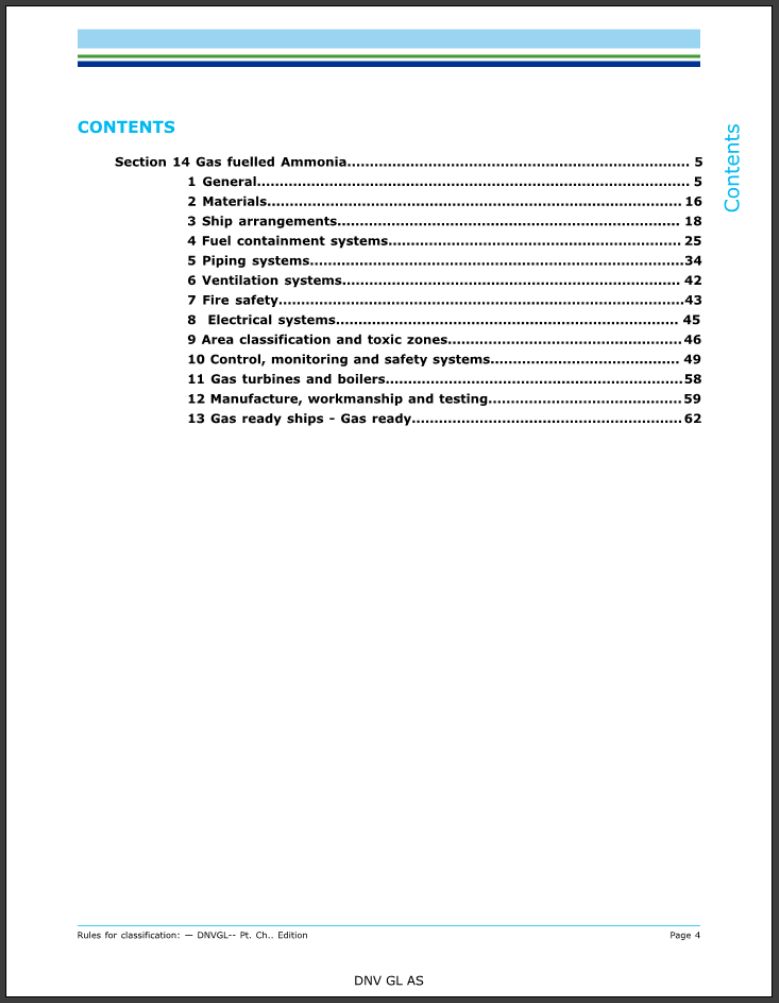 CONTENTS
Contents
Section 14 Gas fuelled Ammonia............................................................................ 5
1 General................................................................................................ 5
2 Materials............................................................................................ 16
3 Ship arrangements............................................................................ 18
4 Fuel containment systems................................................................. 25
5 Piping systems...................................................................................34
6 Ventilation systems........................................................................... 42
7 Fire safety..........................................................................................43
8 Electrical systems............................................................................ 45
9 Area classification and toxic zones....................................................46
10 Control, monitoring and safety systems.......................................... 49
11 Gas turbines and boilers..................................................................58
12 Manufacture, workmanship and testing...........................................59
13 Gas ready ships - Gas ready............................................................62
Rules for classification: — DNVGL-- Pt. Ch.. Edition Page 4
DNV GL AS